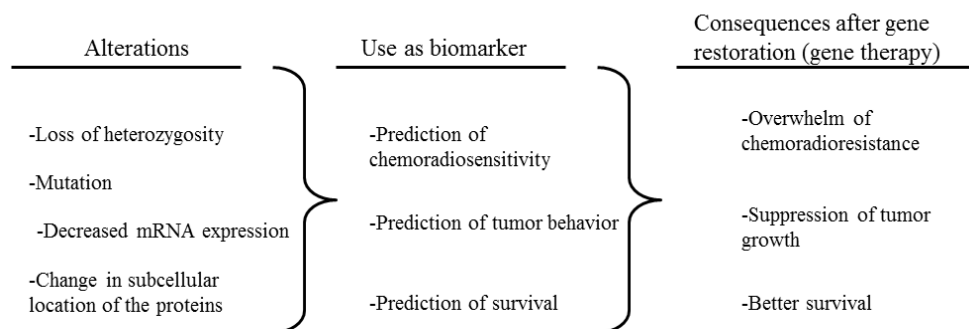 Alterations
-Loss of heterozygosity
-Mutation
-Decreased mRNA expression
-Change in subcellular
location of the proteins
Use as biomarker
-Prediction of
chemoradiosensitivity
-Prediction of tumor behavior
-Prediction of survival
Consequences after gene
restoration (gene therapy)
-Overwhelm of
chemoradioresistance
-Suppression of tumor
growth
-Better survival